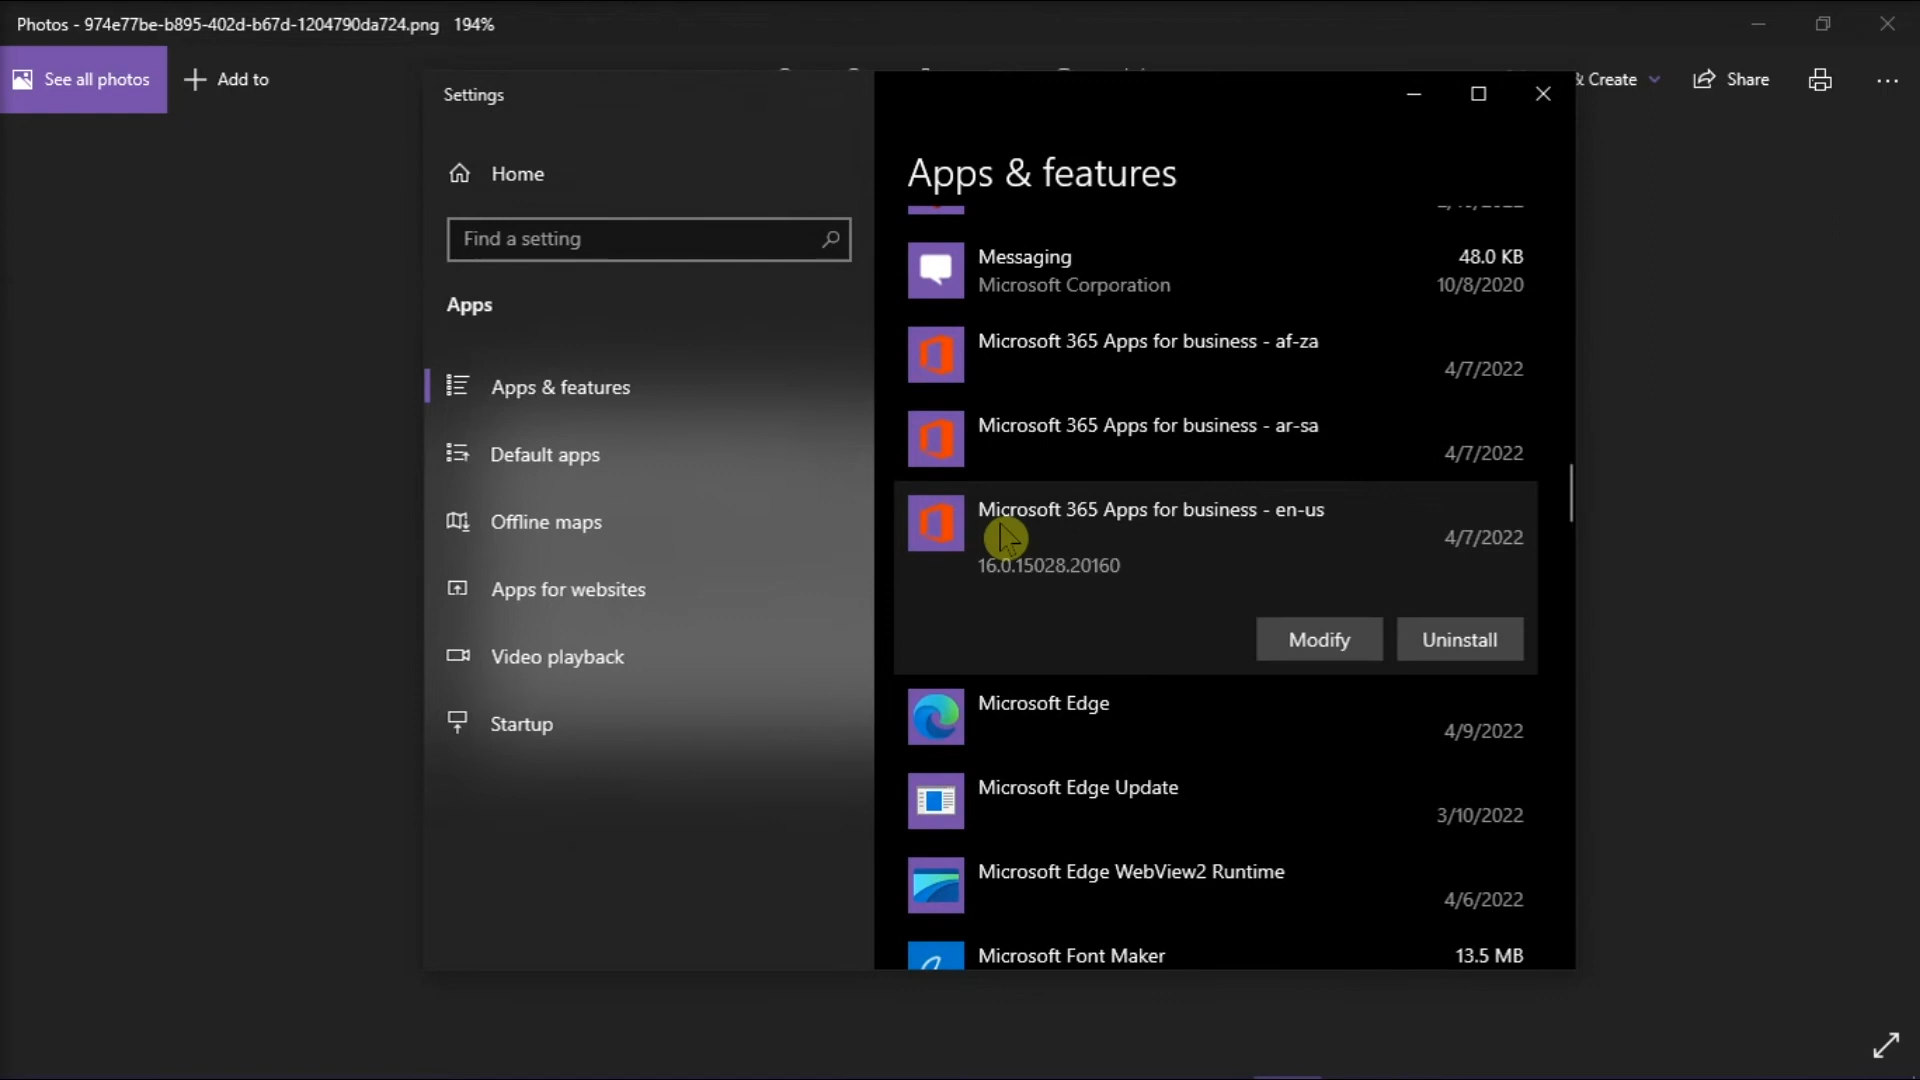 Photos - 974e77be-b895-402d-b67d-1204790da724.png 194%
See all photos
Add to
& Create
Share
Settings
Home
Find a setting
Apps
Apps & features
Default apps
Offline maps
Apps for websites
Video playback
Startup
Apps & features
Messaging 48.0 KB
Microsoft Corporation 10/8/2020
Microsoft 365 Apps for business - af-za
4/7/2022
Microsoft 365 Apps for business - ar-sa
4/7/2022
Microsoft 365 Apps for business - en-us
4/7/2022
16.0.15028.20160
Modify Uninstall
Microsoft Edge
4/9/2022
Microsoft Edge Update
3/10/2022
Microsoft Edge WebView2 Runtime
4/6/2022
Microsoft Font Maker 13.5 MB